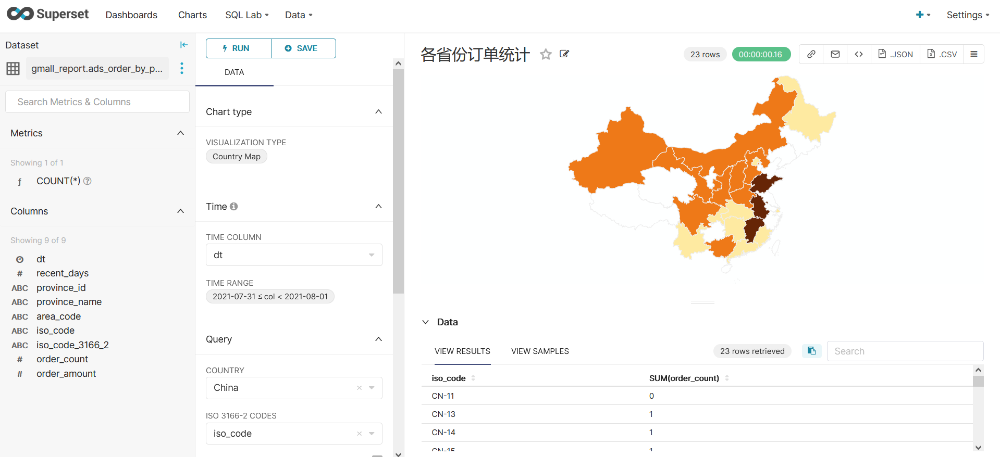 Superset Dashboards Charts SQL Lab Data Settings
Dataset
gmall_report.ads_order_by_p...
Search Metrics & Columns
Metrics
Showing 1 of 1
ƒ COUNT(*)
Columns
Showing 9 of 9
dt
# recent_days
ABC province_id
ABC province_name
ABC area_code
ABC iso_code
ABC iso_code_3166_2
# order_count
# order_amount
RUN SAVE
DATA
Chart type
VISUALIZATION TYPE
Country Map
Time
TIME COLUMN
dt
TIME RANGE
2021-07-31 ≤ col < 2021-08-01
Query
COUNTRY
China
ISO 3166-2 CODES
iso_code
各省份订单统计
23 rows 00:00:00.16 .JSON .CSV
Data
VIEW RESULTS VIEW SAMPLES 23 rows retrieved Search
iso_code SUM(order_count)
CN-11 0
CN-13 1
CN-14 1
CN-15 1